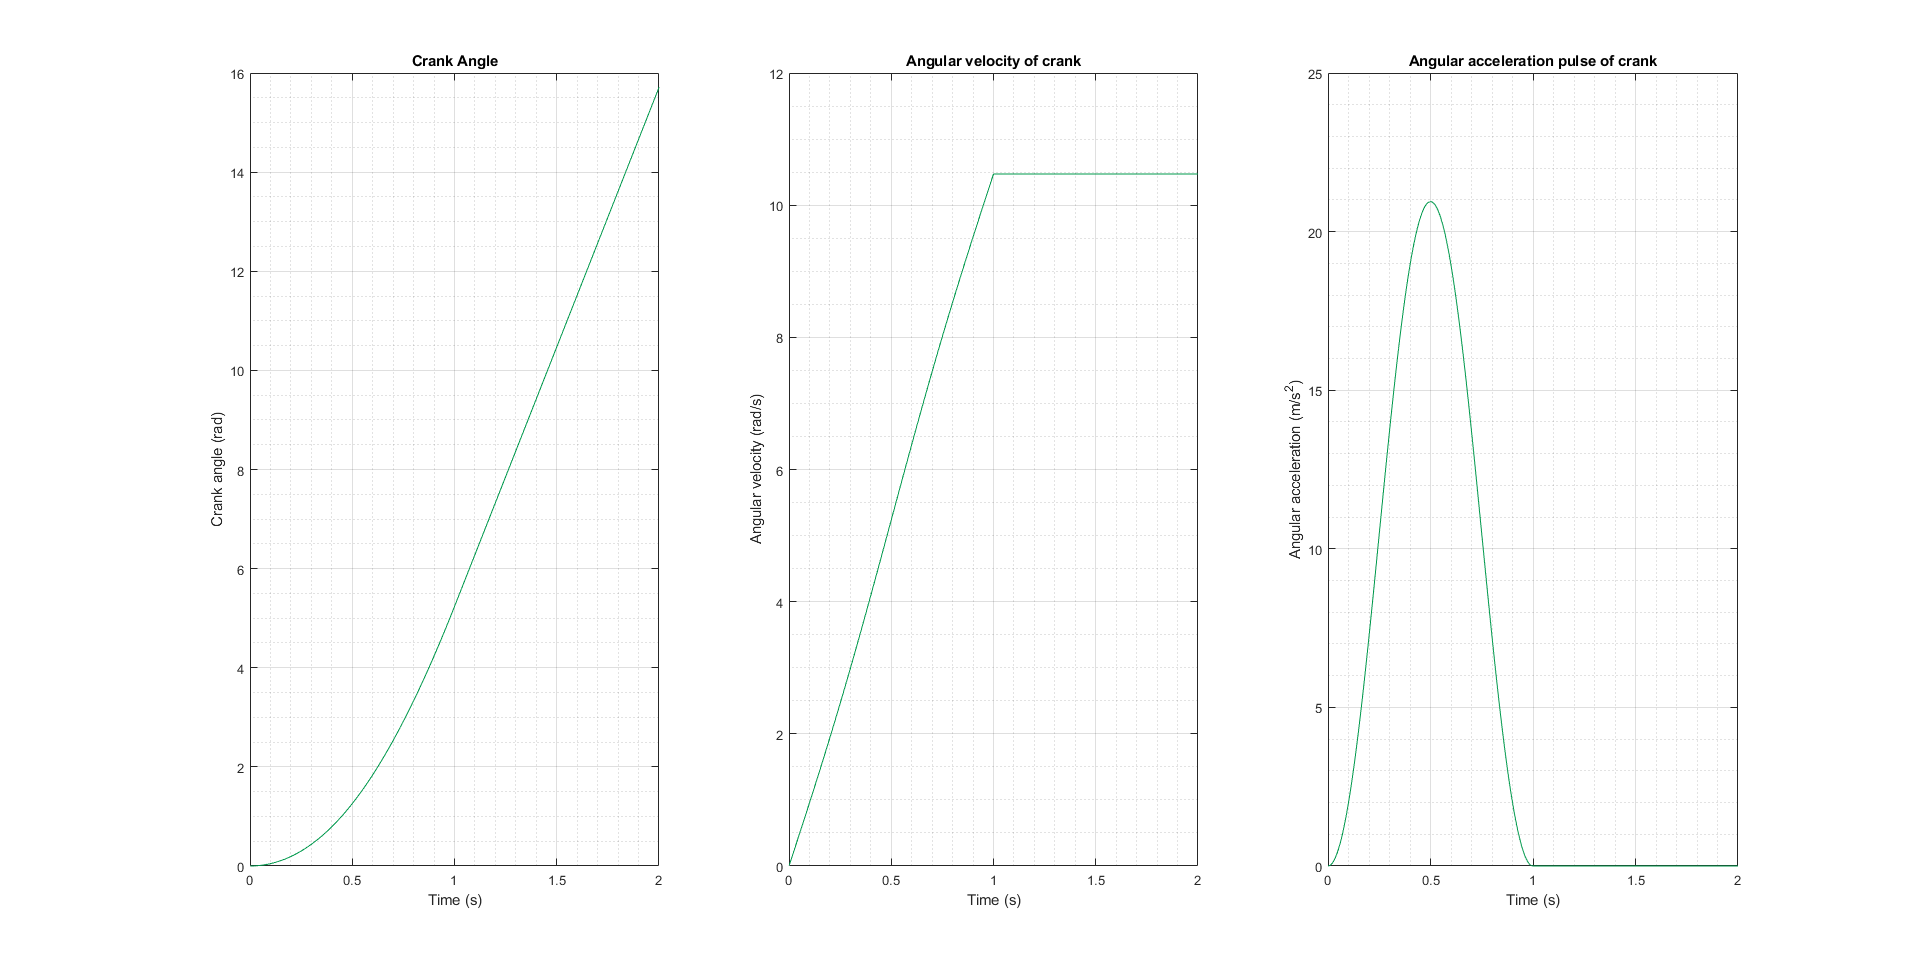 Crank Angle
16
14
12
10
8
6
4
2
0
Crank angle (rad)
0 0.5 1 1.5 2
Time (s)
Angular velocity of crank
12
10
8
6
4
2
0
Angular velocity (rad/s)
0 0.5 1 1.5 2
Time (s)
Angular acceleration pulse of crank
25
20
15
10
5
0
Angular acceleration (m/s²)
0 0.5 1 1.5 2
Time (s)